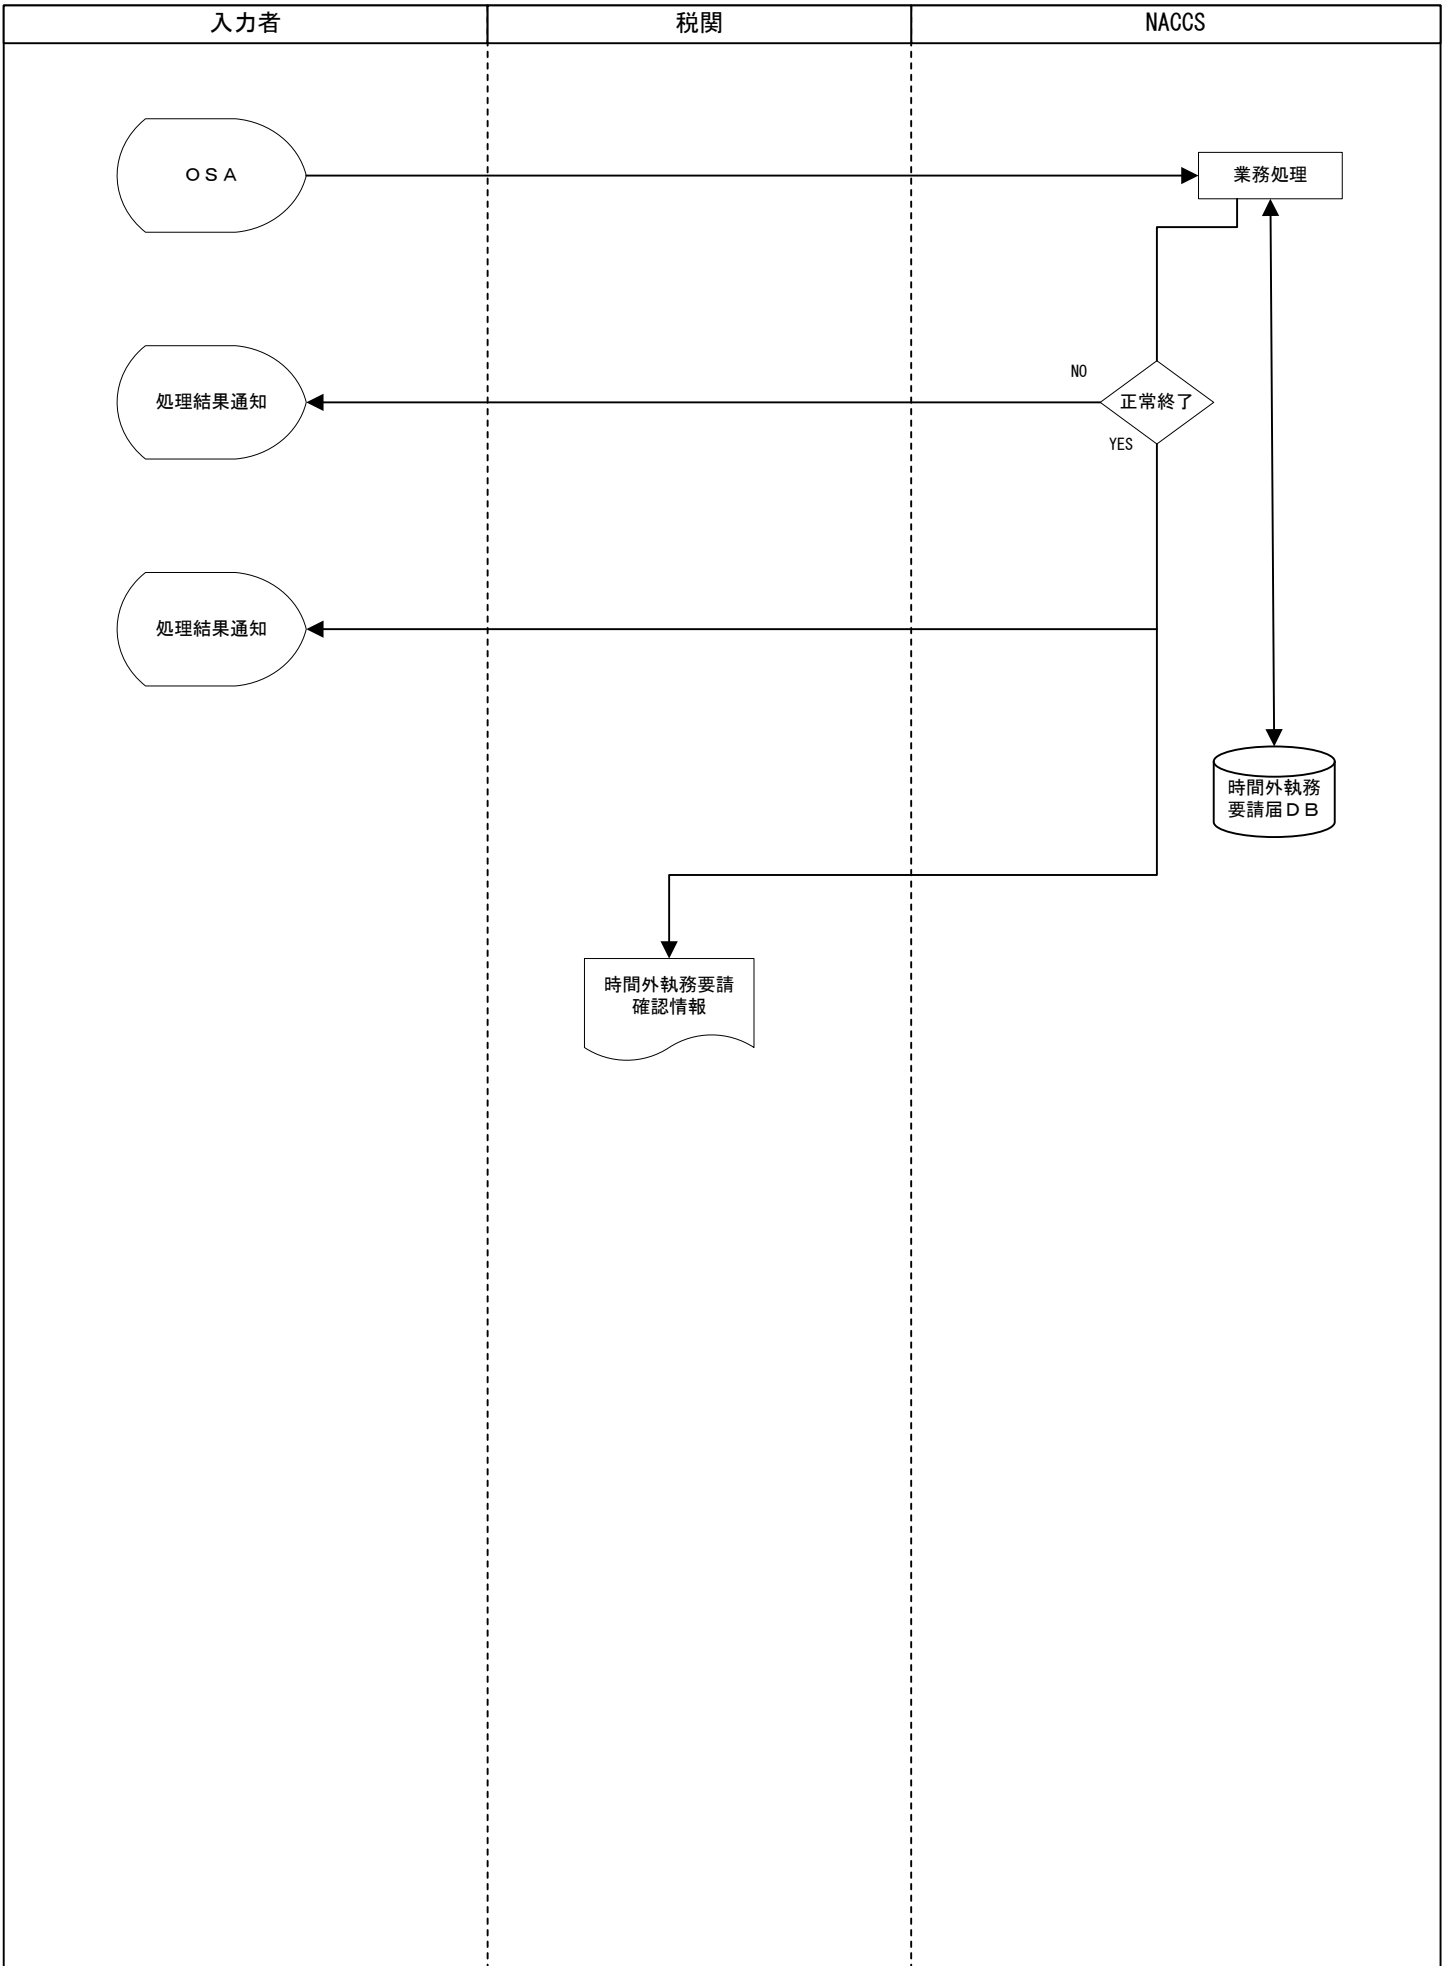 入力者
税関
NACCS
ＯＳＡ
業務処理
NO
処理結果通知
正常終了
YES
処理結果通知
時間外執務
要請届ＤＢ
時間外執務要請
確認情報